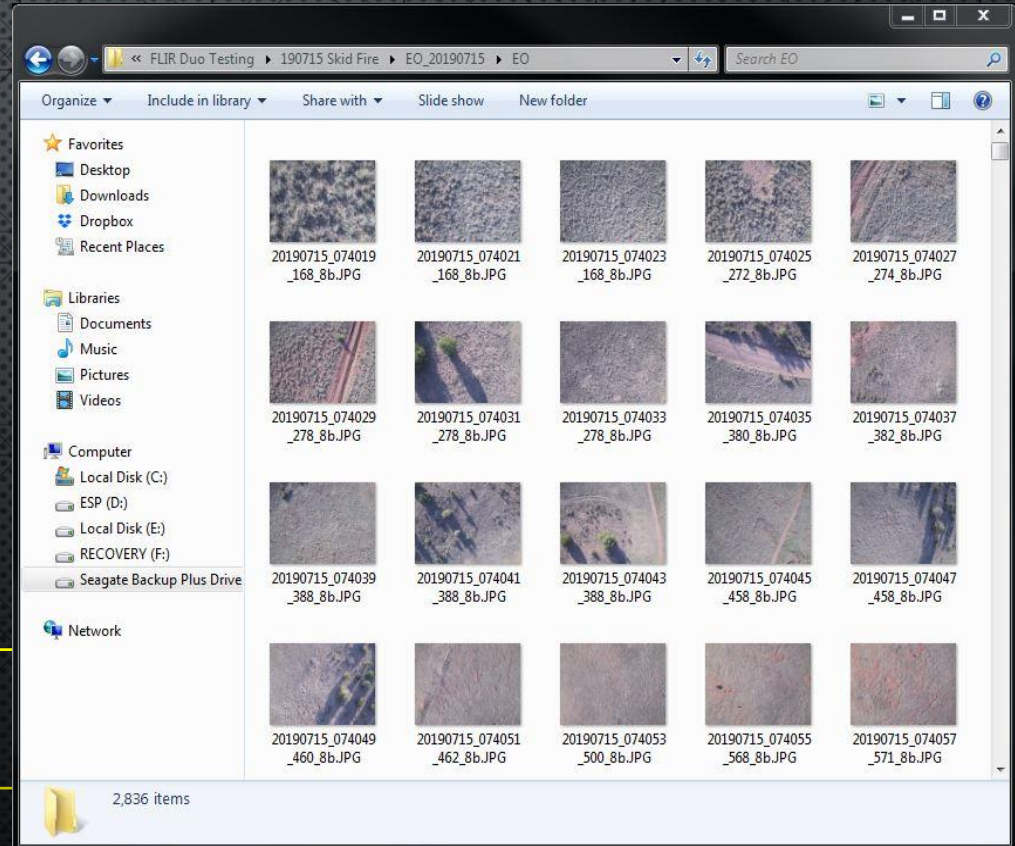 « FLIR Duo Testing ▸ 190715 Skid Fire ▸ EO_20190715 ▸ EO
Search EO
Organize ▾ Include in library ▾ Share with ▾ Slide show New folder
Favorites
Desktop
Downloads
Dropbox
Recent Places
Libraries
Documents
Music
Pictures
Videos
Computer
Local Disk (C:)
ESP (D:)
Local Disk (E:)
RECOVERY (F:)
Seagate Backup Plus Drive
Network
20190715_074019 20190715_074021 20190715_074023 20190715_074025 20190715_074027
_168_8b.JPG _168_8b.JPG _168_8b.JPG _272_8b.JPG _274_8b.JPG
20190715_074029 20190715_074031 20190715_074033 20190715_074035 20190715_074037
_278_8b.JPG _278_8b.JPG _278_8b.JPG _380_8b.JPG _382_8b.JPG
20190715_074039 20190715_074041 20190715_074043 20190715_074045 20190715_074047
_388_8b.JPG _388_8b.JPG _388_8b.JPG _458_8b.JPG _458_8b.JPG
20190715_074049 20190715_074051 20190715_074053 20190715_074055 20190715_074057
_460_8b.JPG _462_8b.JPG _500_8b.JPG _568_8b.JPG _571_8b.JPG
2,836 items